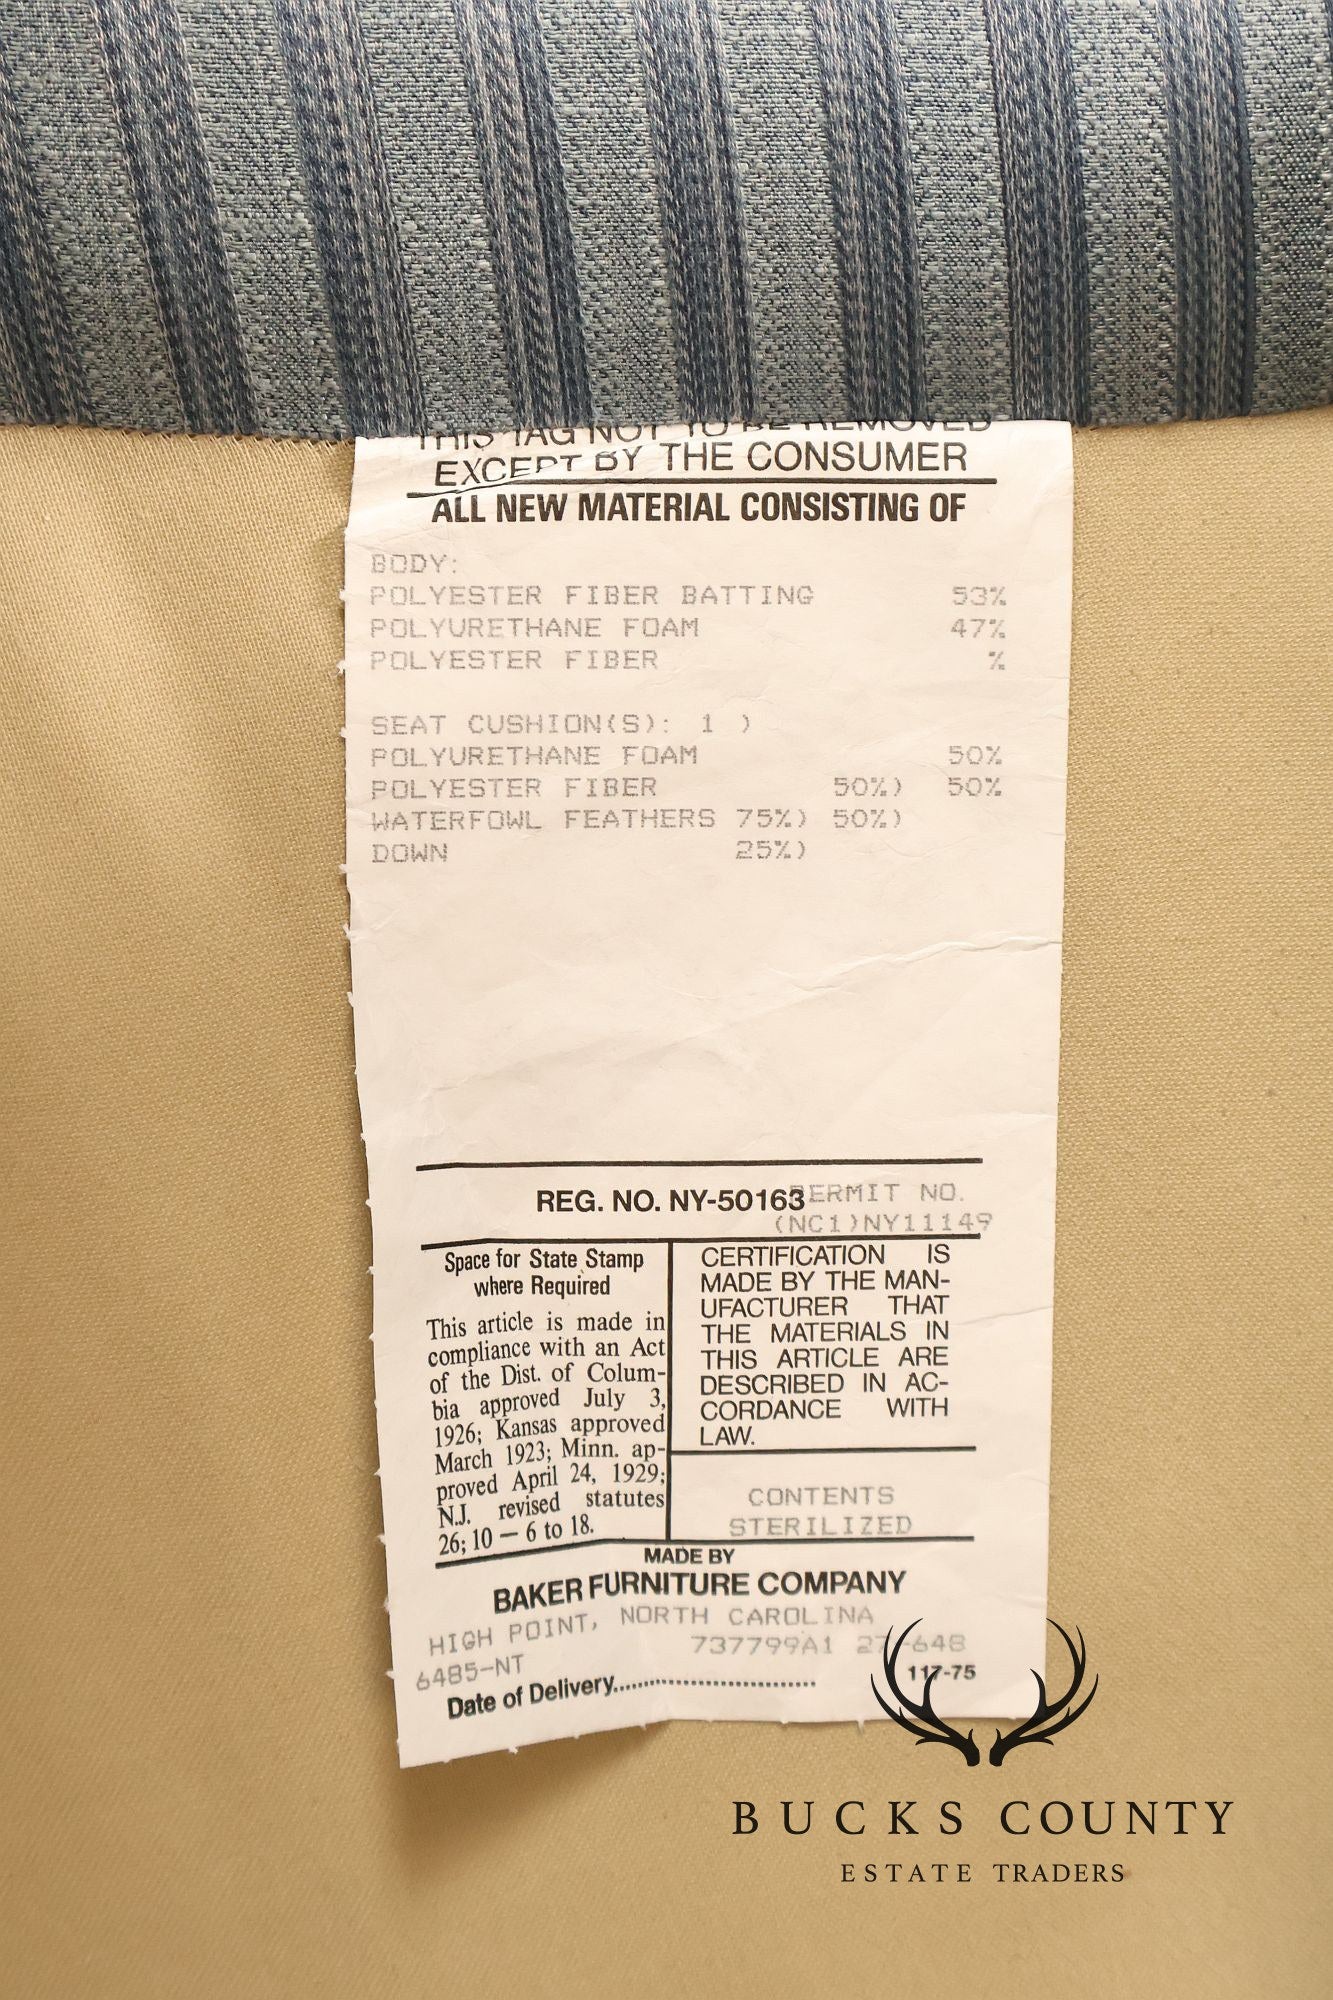 THIS TAG NOT TO BE REMOVED
EXCEPT BY THE CONSUMER
ALL NEW MATERIAL CONSISTING OF
BODY:
POLYESTER FIBER BATTING 53%
POLYURETHANE FOAM 47%
POLYESTER FIBER %
SEAT CUSHION(S): 1 )
POLYURETHANE FOAM 50%
POLYESTER FIBER 50%) 50%
WATERFOWL FEATHERS 75%) 50%)
DOWN 25%)
REG. NO. NY-50163 PERMIT NO.
(NC1)NY11149
Space for State Stamp
where Required
This article is made in
compliance with an Act
of the Dist. of Colum-
bia approved July 3,
1926; Kansas approved
March 1923; Minn. ap-
proved April 24, 1929;
N.J. revised statutes
26; 10 – 6 to 18.
CERTIFICATION IS
MADE BY THE MAN-
UFACTURER THAT
THE MATERIALS IN
THIS ARTICLE ARE
DESCRIBED IN AC-
CORDANCE WITH
LAW.
CONTENTS
STERILIZED
MADE BY
BAKER FURNITURE COMPANY
HIGH POINT, NORTH CAROLINA
6485-NT 737799A1
Date of Delivery.............................. 117-75
BUCKS COUNTY
ESTATE TRADERS